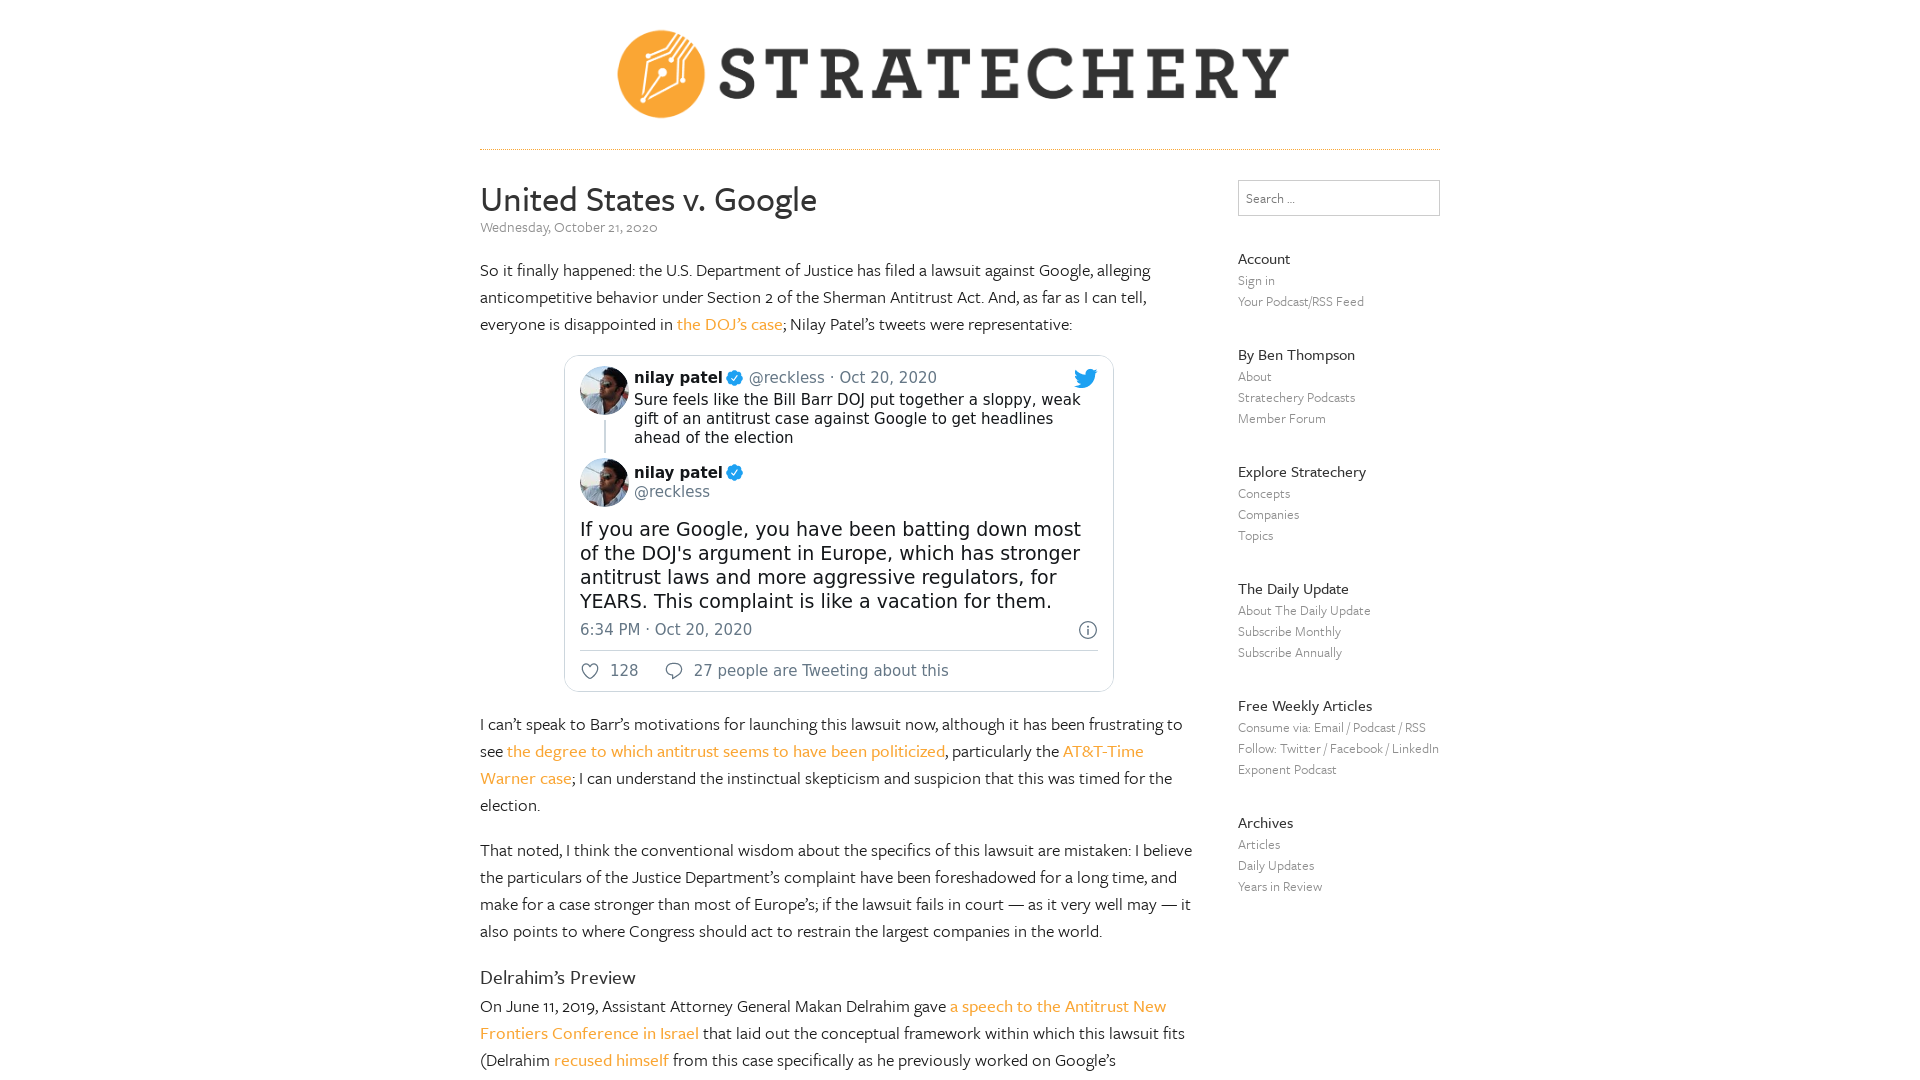 STRATECHERY
United States v. Google
Wednesday, October 21, 2020
So it finally happened: the U.S. Department of Justice has filed a lawsuit against Google, alleging
anticompetitive behavior under Section 2 of the Sherman Antitrust Act. And, as far as I can tell,
everyone is disappointed in the DOJ’s case; Nilay Patel’s tweets were representative:
nilay patel @reckless · Oct 20, 2020
Sure feels like the Bill Barr DOJ put together a sloppy, weak
gift of an antitrust case against Google to get headlines
ahead of the election
nilay patel
@reckless
If you are Google, you have been batting down most
of the DOJ's argument in Europe, which has stronger
antitrust laws and more aggressive regulators, for
YEARS. This complaint is like a vacation for them.
6:34 PM · Oct 20, 2020
128 27 people are Tweeting about this
I can’t speak to Barr’s motivations for launching this lawsuit now, although it has been frustrating to
see the degree to which antitrust seems to have been politicized, particularly the AT&T-Time
Warner case; I can understand the instinctual skepticism and suspicion that this was timed for the
election.
That noted, I think the conventional wisdom about the specifics of this lawsuit are mistaken: I believe
the particulars of the Justice Department’s complaint have been foreshadowed for a long time, and
make for a case stronger than most of Europe’s; if the lawsuit fails in court — as it very well may — it
also points to where Congress should act to restrain the largest companies in the world.
Delrahim’s Preview
On June 11, 2019, Assistant Attorney General Makan Delrahim gave a speech to the Antitrust New
Frontiers Conference in Israel that laid out the conceptual framework within which this lawsuit fits
(Delrahim recused himself from this case specifically as he previously worked on Google’s
Search …
Account
Sign in
Your Podcast/RSS Feed
By Ben Thompson
About
Stratechery Podcasts
Member Forum
Explore Stratechery
Concepts
Companies
Topics
The Daily Update
About The Daily Update
Subscribe Monthly
Subscribe Annually
Free Weekly Articles
Consume via: Email / Podcast / RSS
Follow: Twitter / Facebook / LinkedIn
Exponent Podcast
Archives
Articles
Daily Updates
Years in Review